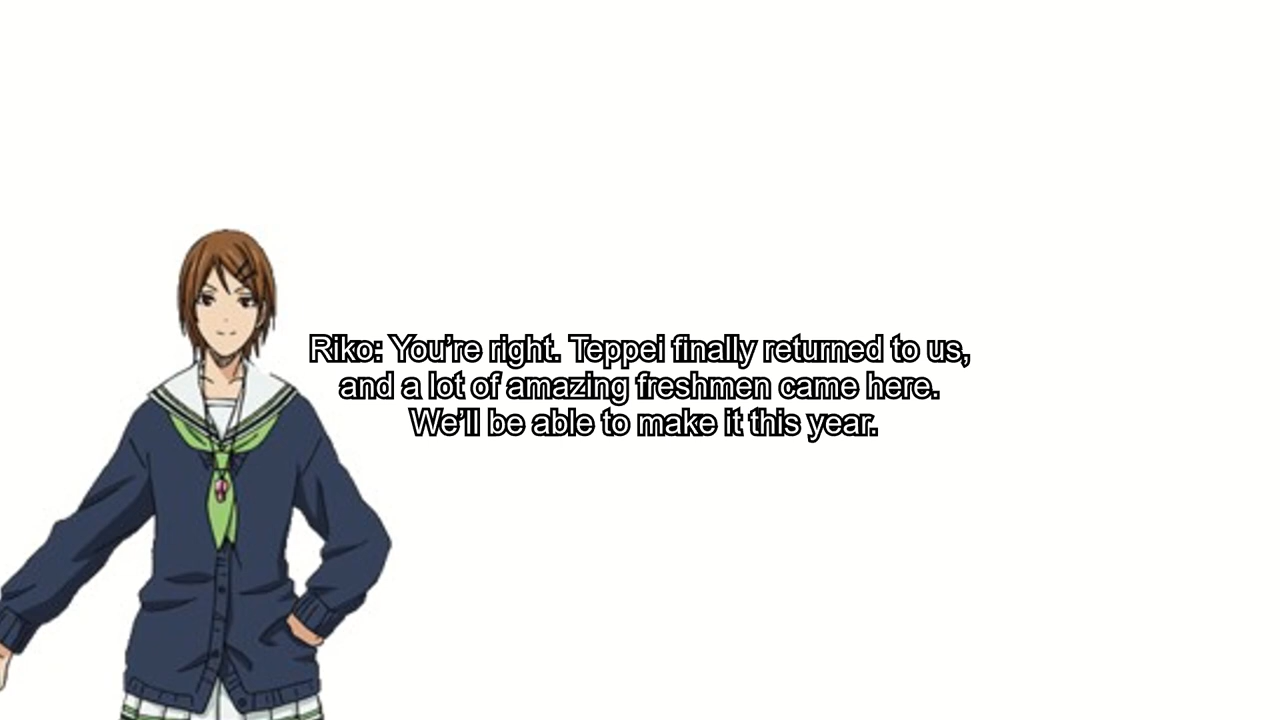 Riko: You’re right. Teppei finally returned to us,
and a lot of amazing freshmen came here.
We’ll be able to make it this year.